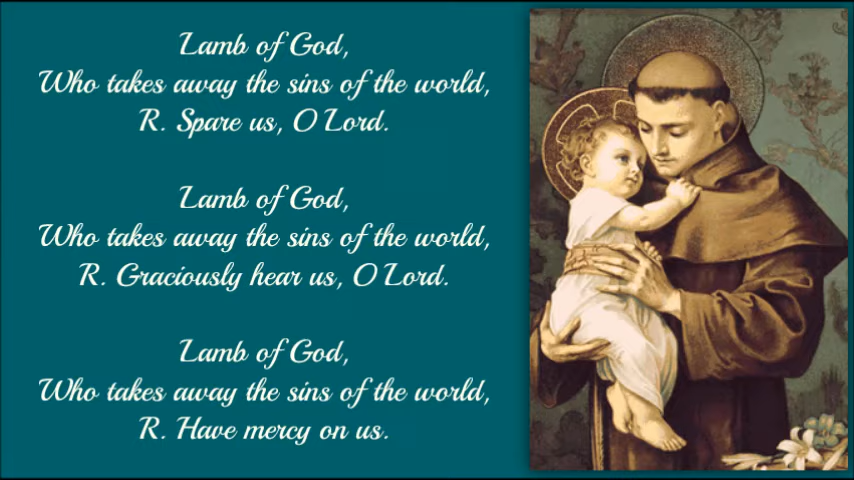 Lamb of God,
Who takes away the sins of the world,
R. Spare us, O Lord.
Lamb of God,
Who takes away the sins of the world,
R. Graciously hear us, O Lord.
Lamb of God,
Who takes away the sins of the world,
R. Have mercy on us.